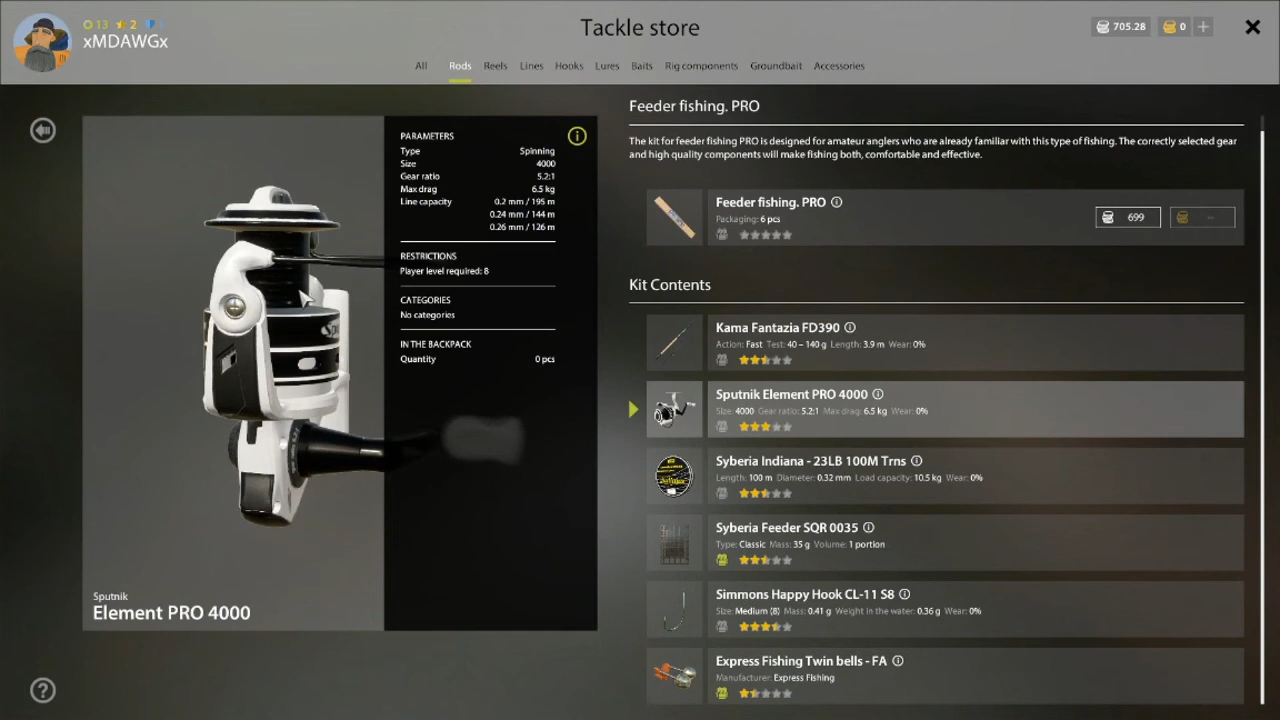 13 2
xMDAWGx
Tackle store
705.28 0 +
All Rods Reels Lines Hooks Lures Baits Rig components Groundbait Accessories
PARAMETERS
Type Spinning
Size 4000
Gear ratio 5.2:1
Max drag 6.5 kg
Line capacity 0.2 mm / 195 m
0.24 mm / 144 m
0.26 mm / 126 m
RESTRICTIONS
Player level required: 8
CATEGORIES
No categories
IN THE BACKPACK
Quantity 0 pcs
Sputnik
Element PRO 4000
?
Feeder fishing. PRO
The kit for feeder fishing PRO is designed for amateur anglers who are already familiar with this type of fishing. The correctly selected gear
and high quality components will make fishing both, comfortable and effective.
Feeder fishing. PRO
Packaging: 6 pcs
699 --
Kit Contents
Kama Fantazia FD390
Action: Fast Test: 40 – 140 g Length: 3.9 m Wear: 0%
Sputnik Element PRO 4000
Size: 4000 Gear ratio: 5.2:1 Max drag: 6.5 kg Wear: 0%
Syberia Indiana - 23LB 100M Trns
Length: 100 m Diameter: 0.32 mm Load capacity: 10.5 kg Wear: 0%
Syberia Feeder SQR 0035
Type: Classic Mass: 35 g Volume: 1 portion
Simmons Happy Hook CL-11 S8
Size: Medium (8) Mass: 0.41 g Weight in the water: 0.36 g Wear: 0%
Express Fishing Twin bells - FA
Manufacturer: Express Fishing